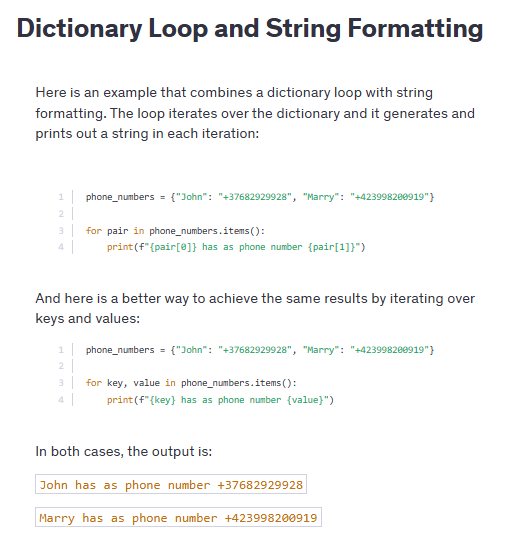 Dictionary Loop and String Formatting
Here is an example that combines a dictionary loop with string
formatting. The loop iterates over the dictionary and it generates and
prints out a string in each iteration:
1 phone_numbers = {"John": "+37682929928", "Marry": "+423998200919"}
2
3 for pair in phone_numbers.items():
4     print(f"{pair[0]} has as phone number {pair[1]}")
And here is a better way to achieve the same results by iterating over
keys and values:
1 phone_numbers = {"John": "+37682929928", "Marry": "+423998200919"}
2
3 for key, value in phone_numbers.items():
4     print(f"{key} has as phone number {value}")
In both cases, the output is:
John has as phone number +37682929928
Marry has as phone number +423998200919